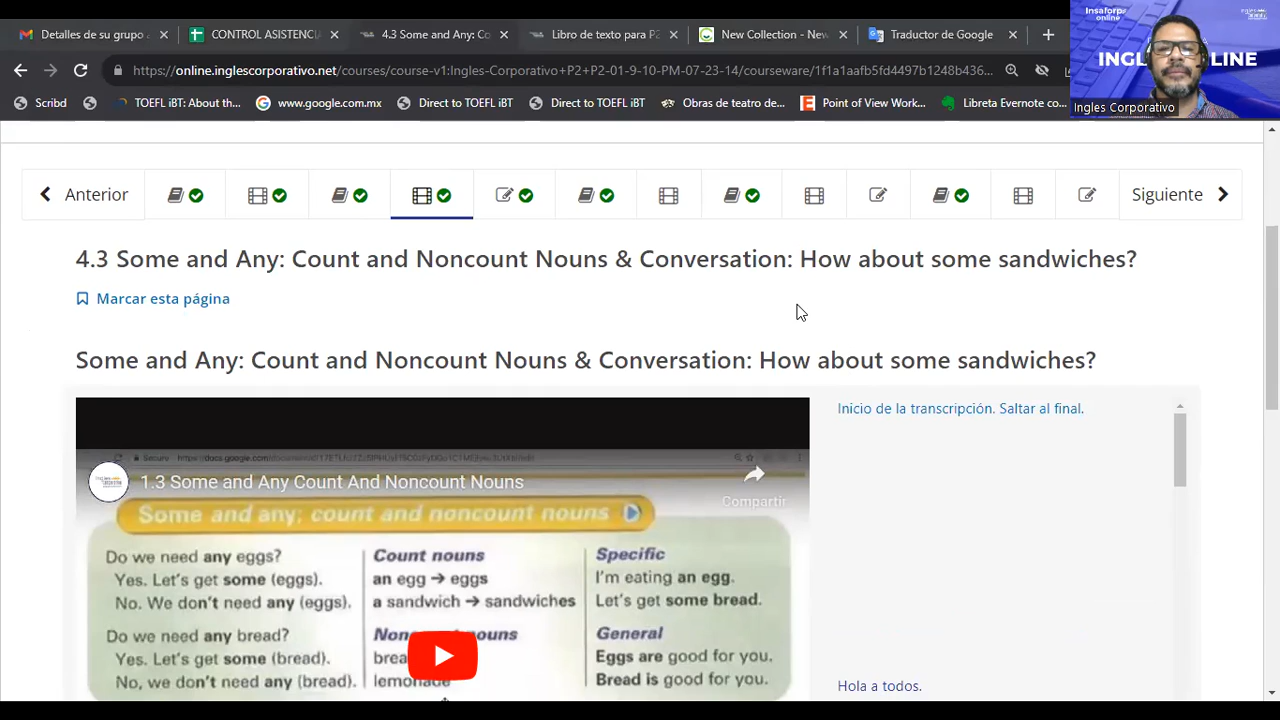 Detalles de su grupo
CONTROL ASISTENCIA
4.3 Some and Any: Co
Libro de texto para P2
New Collection - New
Traductor de Google
https://online.inglescorporativo.net/courses/course-v1:Ingles-Corporativo+P2+P2-01-9-10-PM-07-23-14/courseware/1f1a1aafb5fd4497b1248b436...
Scribd
TOEFL iBT: About th...
www.google.com.mx
Direct to TOEFL iBT
Direct to TOEFL iBT
Obras de teatro de...
Point of View Work...
Libreta Evernote co...
Insaforp
online
INGL
LINE
Ingles Corporativo
Anterior
Siguiente
4.3 Some and Any: Count and Noncount Nouns & Conversation: How about some sandwiches?
Marcar esta página
Some and Any: Count and Noncount Nouns & Conversation: How about some sandwiches?
Inicio de la transcripción. Saltar al final.
Secure
1.3 Some and Any Count And Noncount Nouns
Compartir
Some and any; count and noncount nouns
Do we need any eggs?
Yes. Let's get some (eggs).
No. We don't need any (eggs).
Do we need any bread?
Yes. Let's get some (bread).
No, we don't need any (bread).
Count nouns
an egg → eggs
a sandwich → sandwiches
nouns
lemonade
Specific
I'm eating an egg.
Let's get some bread.
General
Eggs are good for you.
Bread is good for you.
Hola a todos.